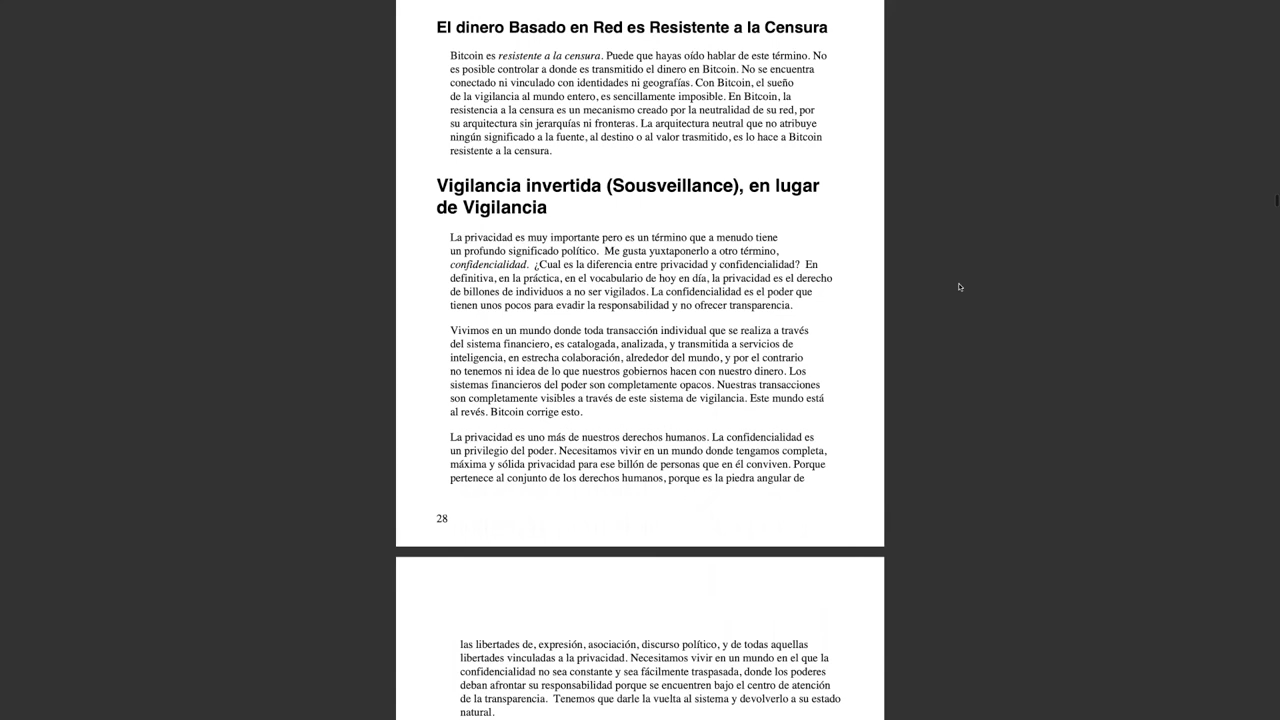 El dinero Basado en Red es Resistente a la Censura
Bitcoin es resistente a la censura. Puede que hayas oído hablar de este término. No
es posible controlar a donde es transmitido el dinero en Bitcoin. No se encuentra
conectado ni vinculado con identidades ni geografías. Con Bitcoin, el sueño
de la vigilancia al mundo entero, es sencillamente imposible. En Bitcoin, la
resistencia a la censura es un mecanismo creado por la neutralidad de su red, por
su arquitectura sin jerarquías ni fronteras. La arquitectura neutral que no atribuye
ningún significado a la fuente, al destino o al valor trasmitido, es lo hace a Bitcoin
resistente a la censura.
Vigilancia invertida (Sousveillance), en lugar
de Vigilancia
La privacidad es muy importante pero es un término que a menudo tiene
un profundo significado político.  Me gusta yuxtaponerlo a otro término,
confidencialidad.  ¿Cual es la diferencia entre privacidad y confidencialidad?  En
definitiva, en la práctica, en el vocabulario de hoy en día, la privacidad es el derecho
de billones de individuos a no ser vigilados. La confidencialidad es el poder que
tienen unos pocos para evadir la responsabilidad y no ofrecer transparencia.
Vivimos en un mundo donde toda transacción individual que se realiza a través
del sistema financiero, es catalogada, analizada, y transmitida a servicios de
inteligencia, en estrecha colaboración, alrededor del mundo, y por el contrario
no tenemos ni idea de lo que nuestros gobiernos hacen con nuestro dinero. Los
sistemas financieros del poder son completamente opacos. Nuestras transacciones
son completamente visibles a través de este sistema de vigilancia. Este mundo está
al revés. Bitcoin corrige esto.
La privacidad es uno más de nuestros derechos humanos. La confidencialidad es
un privilegio del poder. Necesitamos vivir en un mundo donde tengamos completa,
máxima y sólida privacidad para ese billón de personas que en él conviven. Porque
pertenece al conjunto de los derechos humanos, porque es la piedra angular de
28
las libertades de, expresión, asociación, discurso político, y de todas aquellas
libertades vinculadas a la privacidad. Necesitamos vivir en un mundo en el que la
confidencialidad no sea constante y sea fácilmente traspasada, donde los poderes
deban afrontar su responsabilidad porque se encuentren bajo el centro de atención
de la transparencia.  Tenemos que darle la vuelta al sistema y devolverlo a su estado
natural.